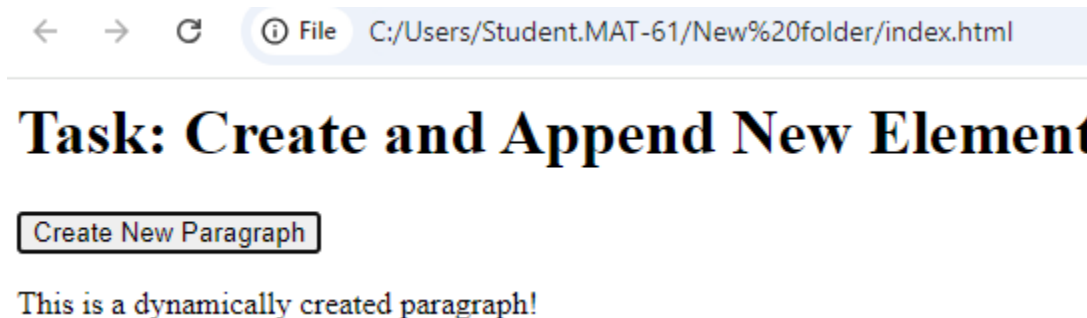 File C:/Users/Student.MAT-61/New%20folder/index.html
Task: Create and Append New Element
Create New Paragraph
This is a dynamically created paragraph!